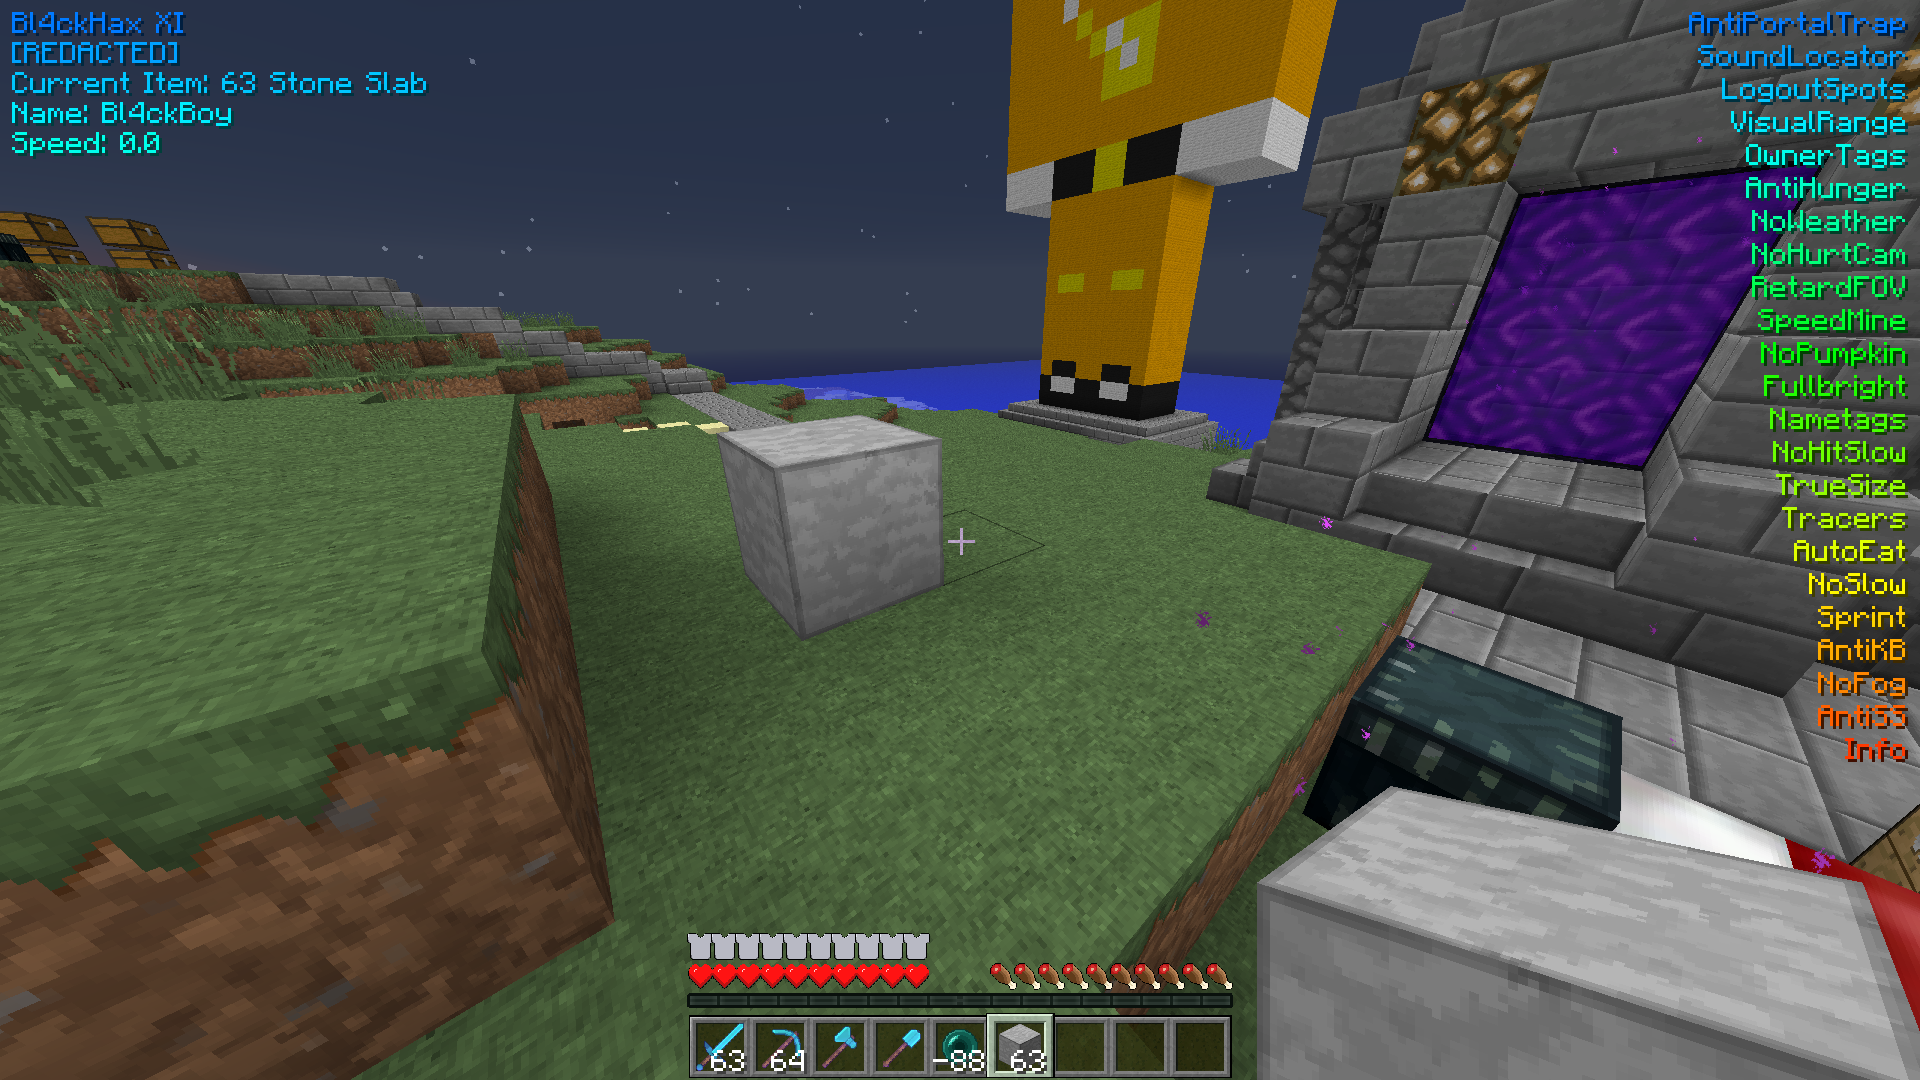 Bl4ckHax XI
[REDACTED]
Current Item: 63 Stone Slab
Name: Bl4ckBoy
Speed: 0.0
AntiPortalTrap
SoundLocator
LogoutSpots
VisualRange
OwnerTags
AntiHunger
NoWeather
NoHurtCam
RetardFOV
SpeedMine
NoPumpkin
Fullbright
Nametags
NoHitSlow
TrueSize
Tracers
AutoEat
NoSlow
Sprint
AntiKB
NoFog
AntiSS
Info
63 64 -88 63